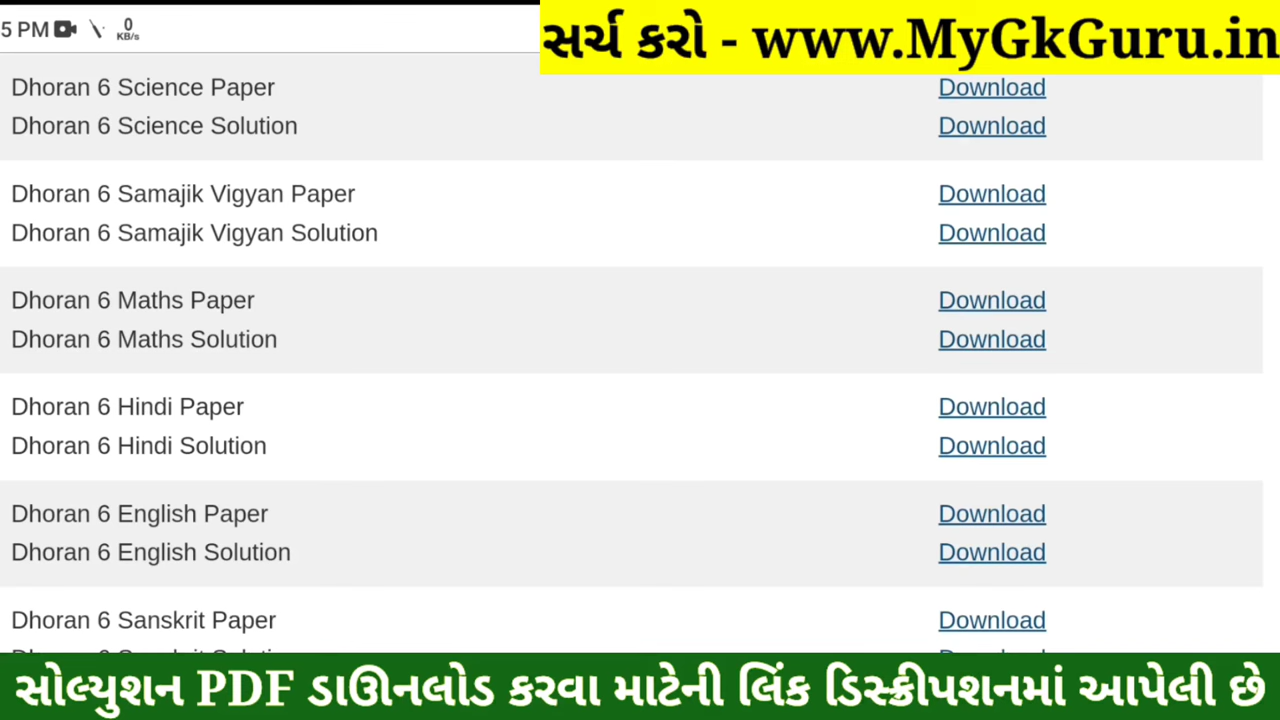 5 PM 0 KB/s
સર્ચ કરો - www.MyGkGuru.in
Dhoran 6 Science Paper Download
Dhoran 6 Science Solution Download
Dhoran 6 Samajik Vigyan Paper Download
Dhoran 6 Samajik Vigyan Solution Download
Dhoran 6 Maths Paper Download
Dhoran 6 Maths Solution Download
Dhoran 6 Hindi Paper Download
Dhoran 6 Hindi Solution Download
Dhoran 6 English Paper Download
Dhoran 6 English Solution Download
Dhoran 6 Sanskrit Paper Download
સોલ્યુશન PDF ડાઊનલોડ કરવા માટેની લિંક ડિસ્ક્રીપશનમાં આપેલી છે